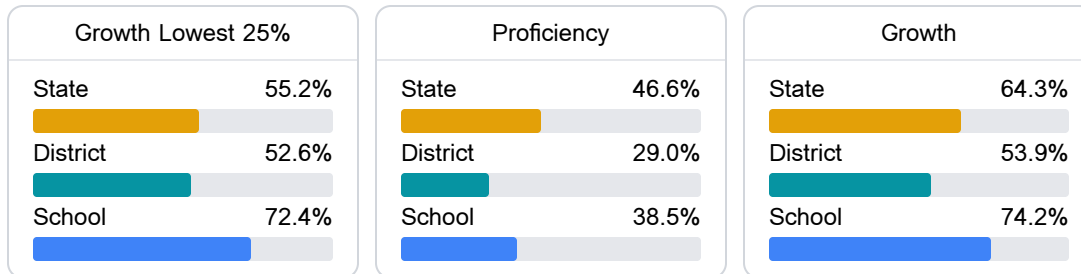 Growth Lowest 25%
State 55.2%
District 52.6%
School 72.4%
Proficiency
State 46.6%
District 29.0%
School 38.5%
Growth
State 64.3%
District 53.9%
School 74.2%